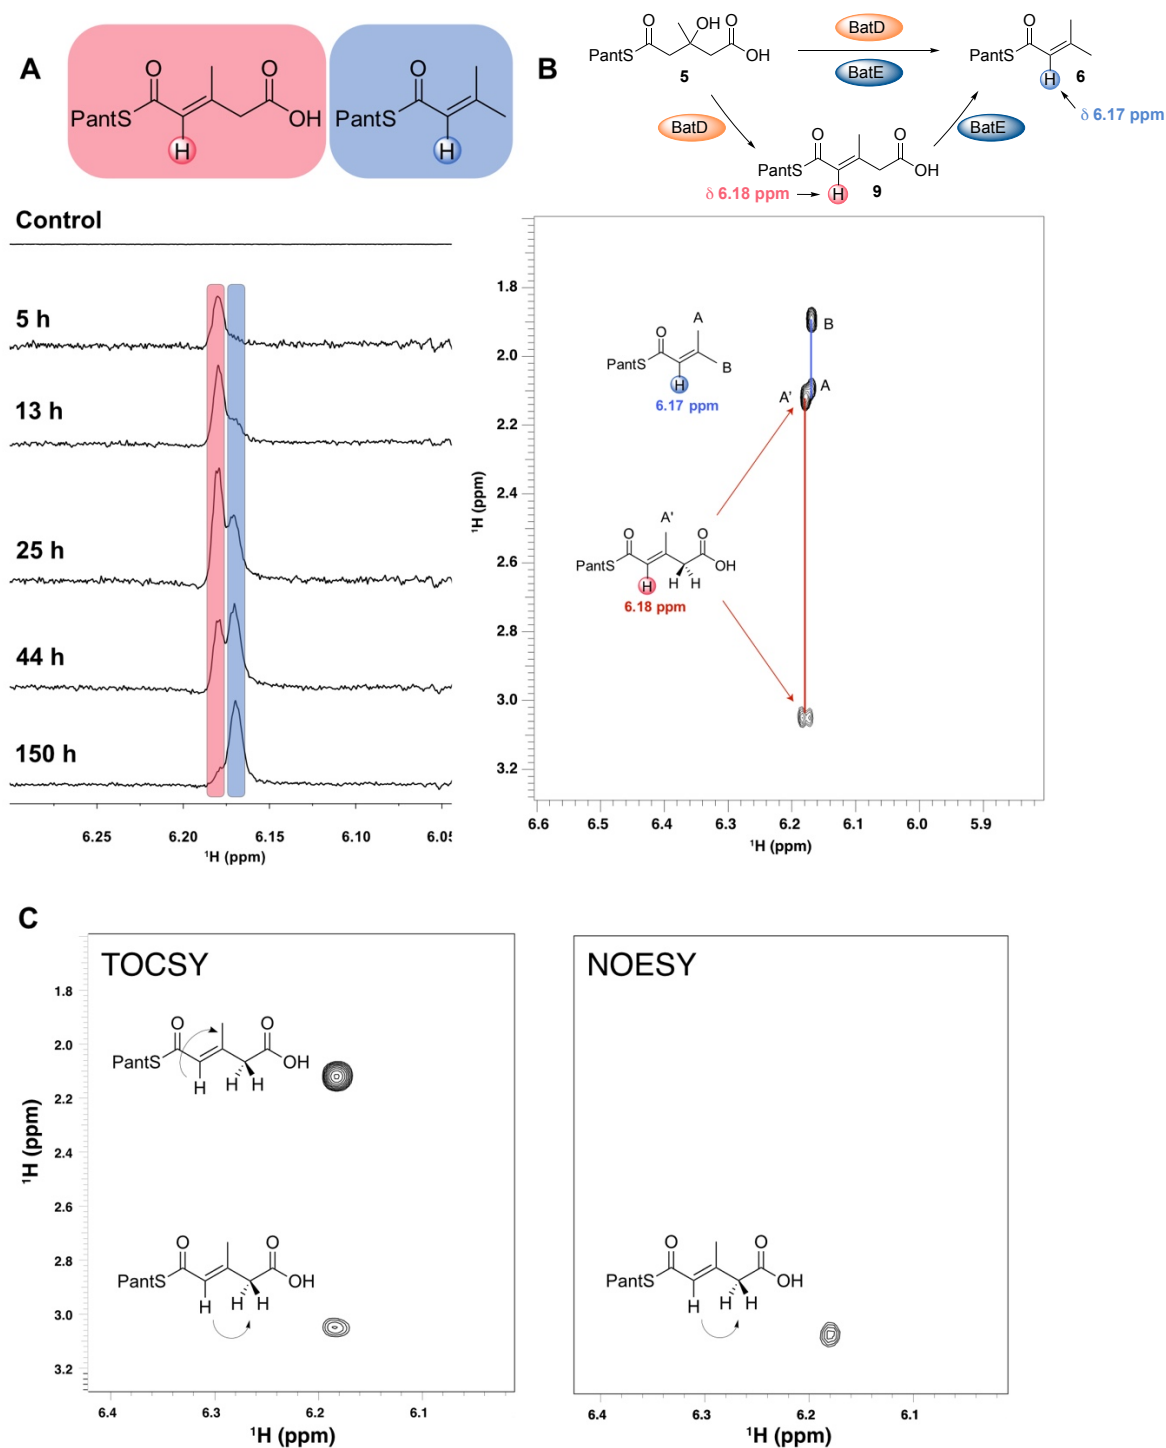 A
O
O
PantS
OH
H
O
PantS
H
Control
5 h
13 h
25 h
44 h
150 h
6.25 6.20 6.15 6.10 6.05
¹H (ppm)
B
O OH O
PantS OH
5
BatD
BatE
O
PantS
H 6
δ 6.17 ppm
BatD
BatE
O O
PantS OH
δ 6.18 ppm H 9
1.8
2.0
2.2
2.4
2.6
2.8
3.0
3.2
¹H (ppm)
A
O
PantS B
H
6.17 ppm
B
A
A'
A'
O O
PantS OH
H H H
6.18 ppm
6.6 6.5 6.4 6.3 6.2 6.1 6.0 5.9
¹H (ppm)
C
TOCSY
1.8
2.0
2.2
2.4
2.6
2.8
3.0
3.2
¹H (ppm)
O O
PantS OH
H H H
O O
PantS OH
H H H
6.4 6.3 6.2 6.1
¹H (ppm)
NOESY
O O
PantS OH
H H H
6.4 6.3 6.2 6.1
¹H (ppm)